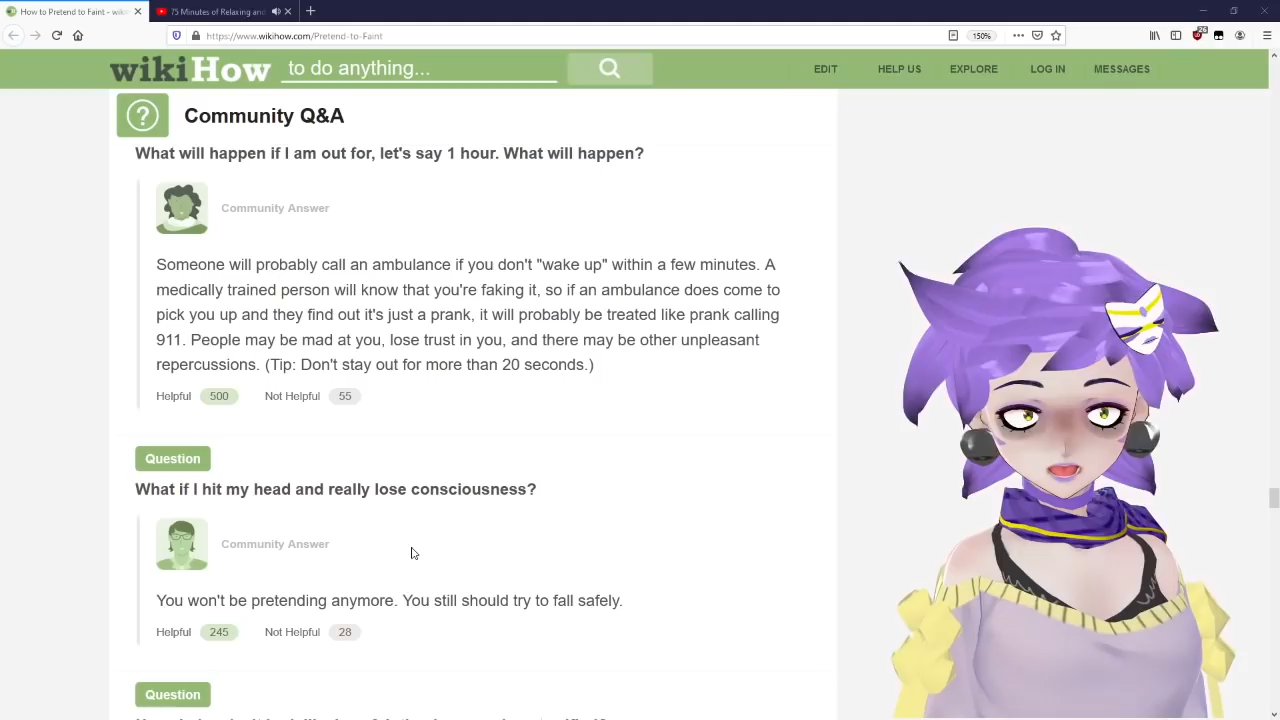 How to Pretend to Faint - wiki
75 Minutes of Relaxing and
https://www.wikihow.com/Pretend-to-Faint
150%
wikiHow to do anything...
EDIT HELP US EXPLORE LOG IN MESSAGES
Community Q&A
What will happen if I am out for, let's say 1 hour. What will happen?
Community Answer
Someone will probably call an ambulance if you don't "wake up" within a few minutes. A
medically trained person will know that you're faking it, so if an ambulance does come to
pick you up and they find out it's just a prank, it will probably be treated like prank calling
911. People may be mad at you, lose trust in you, and there may be other unpleasant
repercussions. (Tip: Don't stay out for more than 20 seconds.)
Helpful 500 Not Helpful 55
Question
What if I hit my head and really lose consciousness?
Community Answer
You won't be pretending anymore. You still should try to fall safely.
Helpful 245 Not Helpful 28
Question